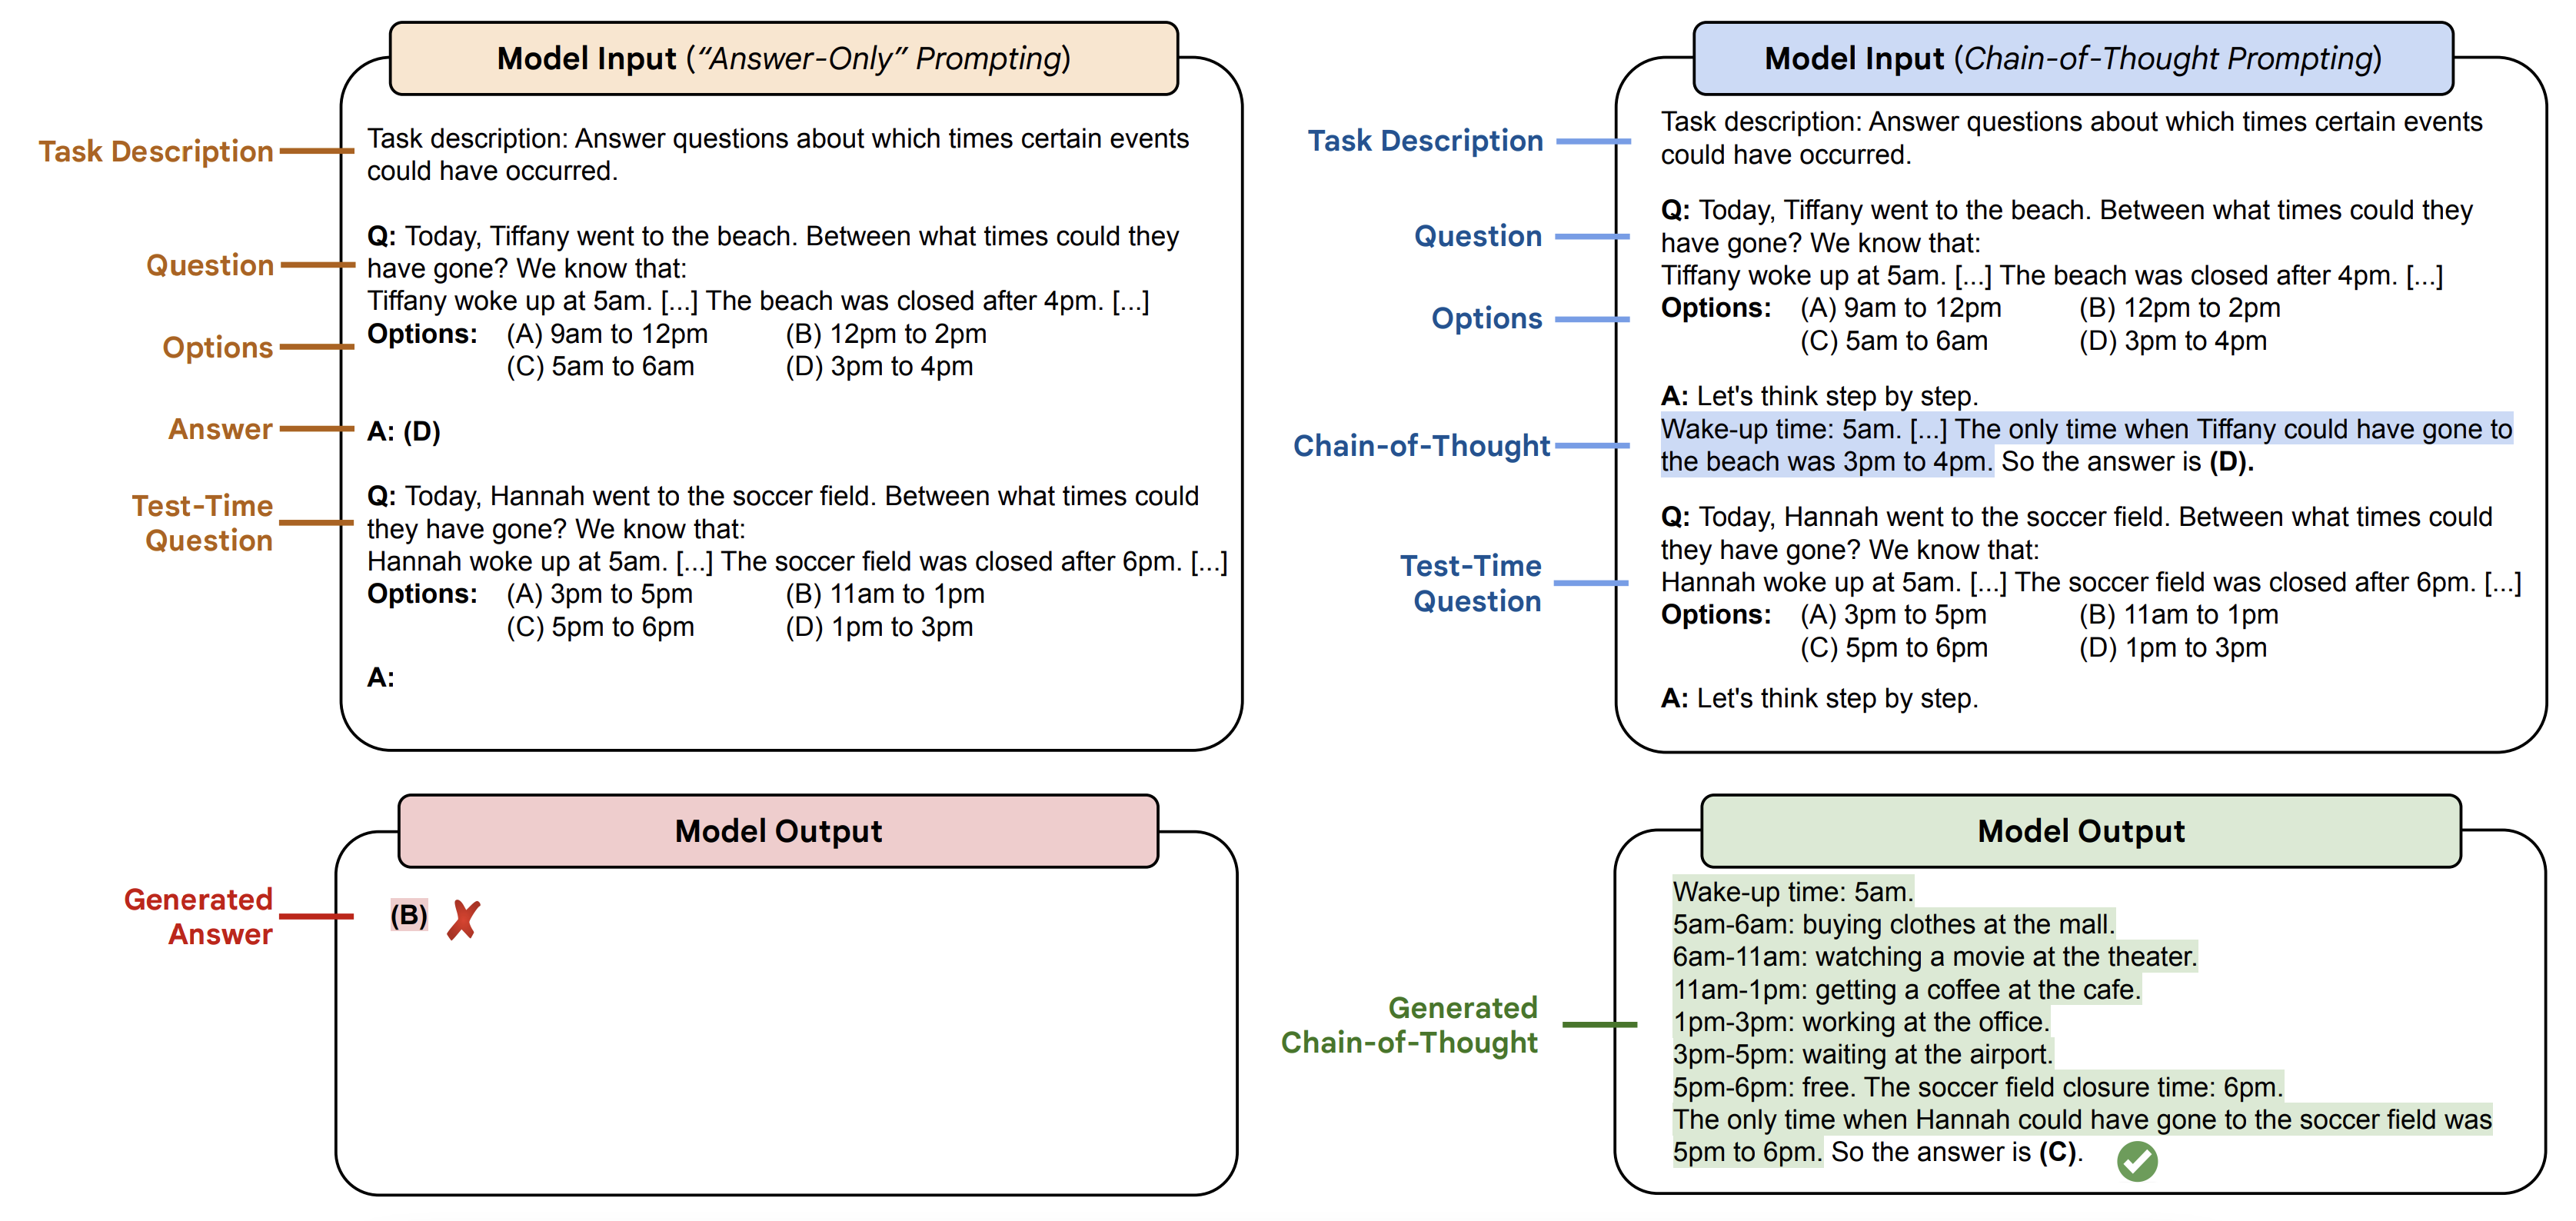 Model Input (“Answer-Only” Prompting)
Task Description
Task description: Answer questions about which times certain events
could have occurred.
Question
Q: Today, Tiffany went to the beach. Between what times could they
have gone? We know that:
Tiffany woke up at 5am. [...] The beach was closed after 4pm. [...]
Options
Options: (A) 9am to 12pm (B) 12pm to 2pm
(C) 5am to 6am (D) 3pm to 4pm
Answer
A: (D)
Test-Time
Question
Q: Today, Hannah went to the soccer field. Between what times could
they have gone? We know that:
Hannah woke up at 5am. [...] The soccer field was closed after 6pm. [...]
Options: (A) 3pm to 5pm (B) 11am to 1pm
(C) 5pm to 6pm (D) 1pm to 3pm
A:
Model Output
Generated
Answer
(B)
Model Input (Chain-of-Thought Prompting)
Task Description
Task description: Answer questions about which times certain events
could have occurred.
Question
Q: Today, Tiffany went to the beach. Between what times could they
have gone? We know that:
Tiffany woke up at 5am. [...] The beach was closed after 4pm. [...]
Options
Options: (A) 9am to 12pm (B) 12pm to 2pm
(C) 5am to 6am (D) 3pm to 4pm
A: Let's think step by step.
Chain-of-Thought
Wake-up time: 5am. [...] The only time when Tiffany could have gone to
the beach was 3pm to 4pm. So the answer is (D).
Test-Time
Question
Q: Today, Hannah went to the soccer field. Between what times could
they have gone? We know that:
Hannah woke up at 5am. [...] The soccer field was closed after 6pm. [...]
Options: (A) 3pm to 5pm (B) 11am to 1pm
(C) 5pm to 6pm (D) 1pm to 3pm
A: Let's think step by step.
Model Output
Generated
Chain-of-Thought
Wake-up time: 5am.
5am-6am: buying clothes at the mall.
6am-11am: watching a movie at the theater.
11am-1pm: getting a coffee at the cafe.
1pm-3pm: working at the office.
3pm-5pm: waiting at the airport.
5pm-6pm: free. The soccer field closure time: 6pm.
The only time when Hannah could have gone to the soccer field was
5pm to 6pm. So the answer is (C).